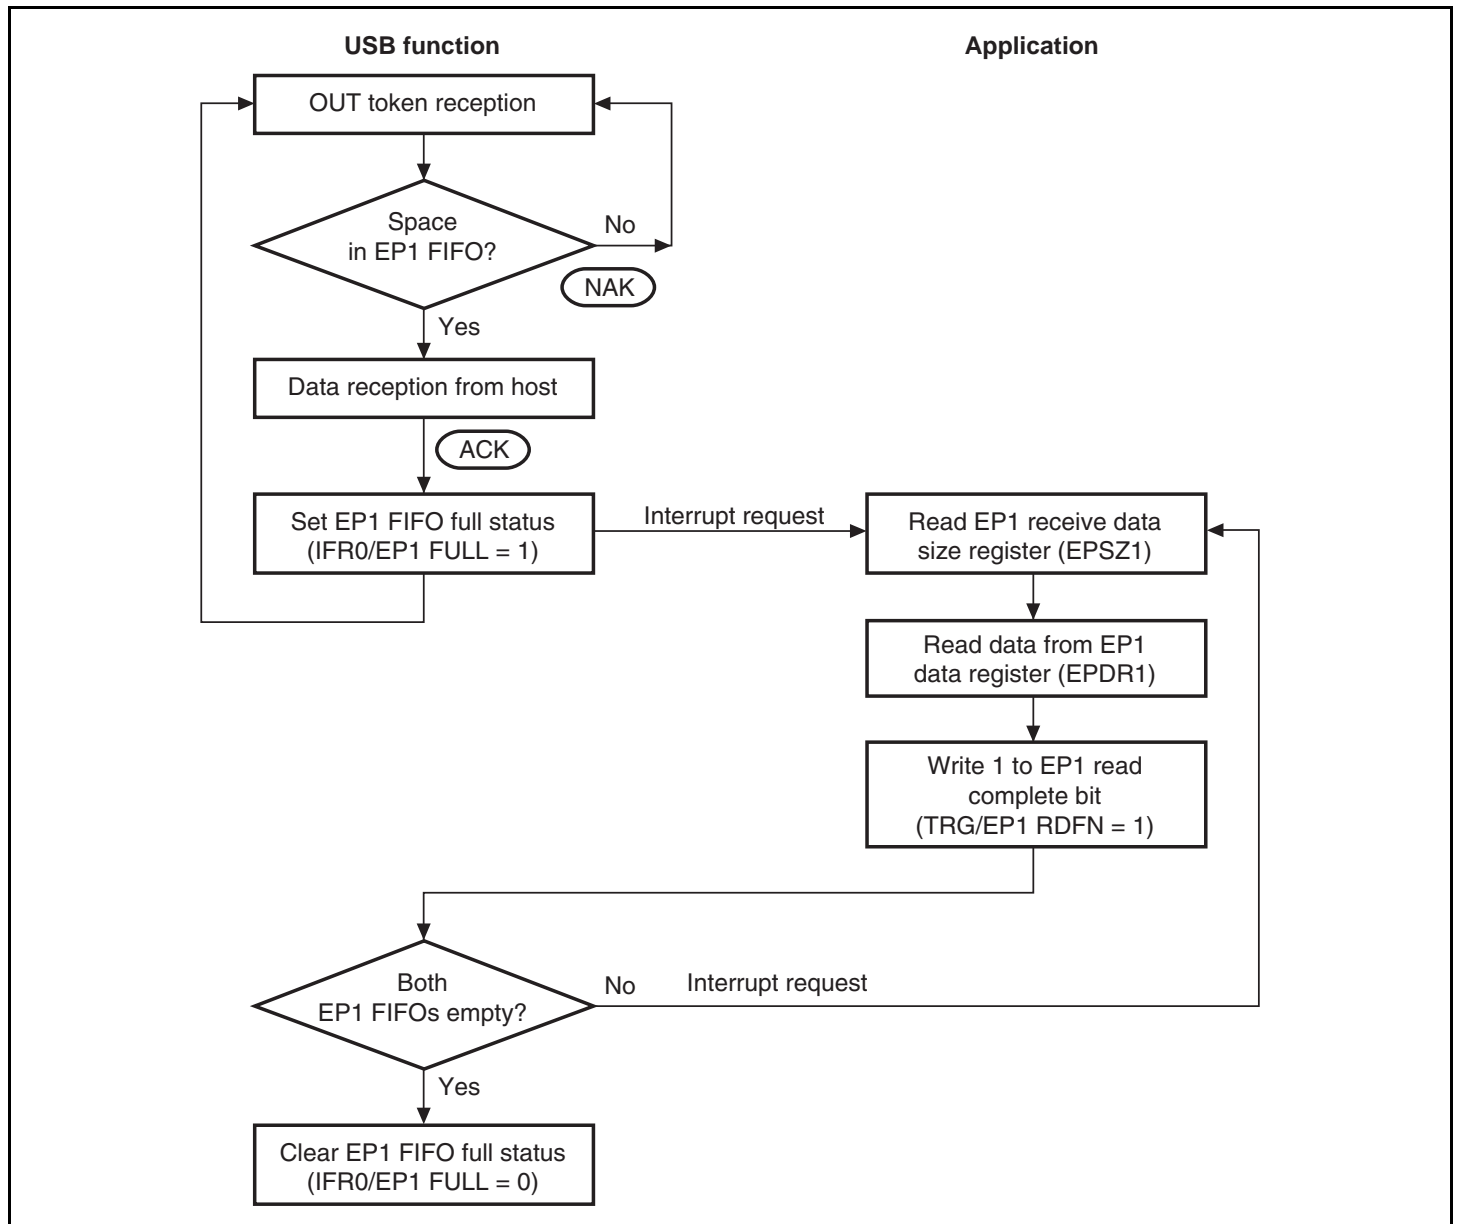 USB function
Application
OUT token reception
Space
in EP1 FIFO?
No
NAK
Yes
Data reception from host
ACK
Set EP1 FIFO full status
(IFR0/EP1 FULL = 1)
Interrupt request
Read EP1 receive data
size register (EPSZ1)
Read data from EP1
data register (EPDR1)
Write 1 to EP1 read
complete bit
(TRG/EP1 RDFN = 1)
Both
EP1 FIFOs empty?
No
Interrupt request
Yes
Clear EP1 FIFO full status
(IFR0/EP1 FULL = 0)